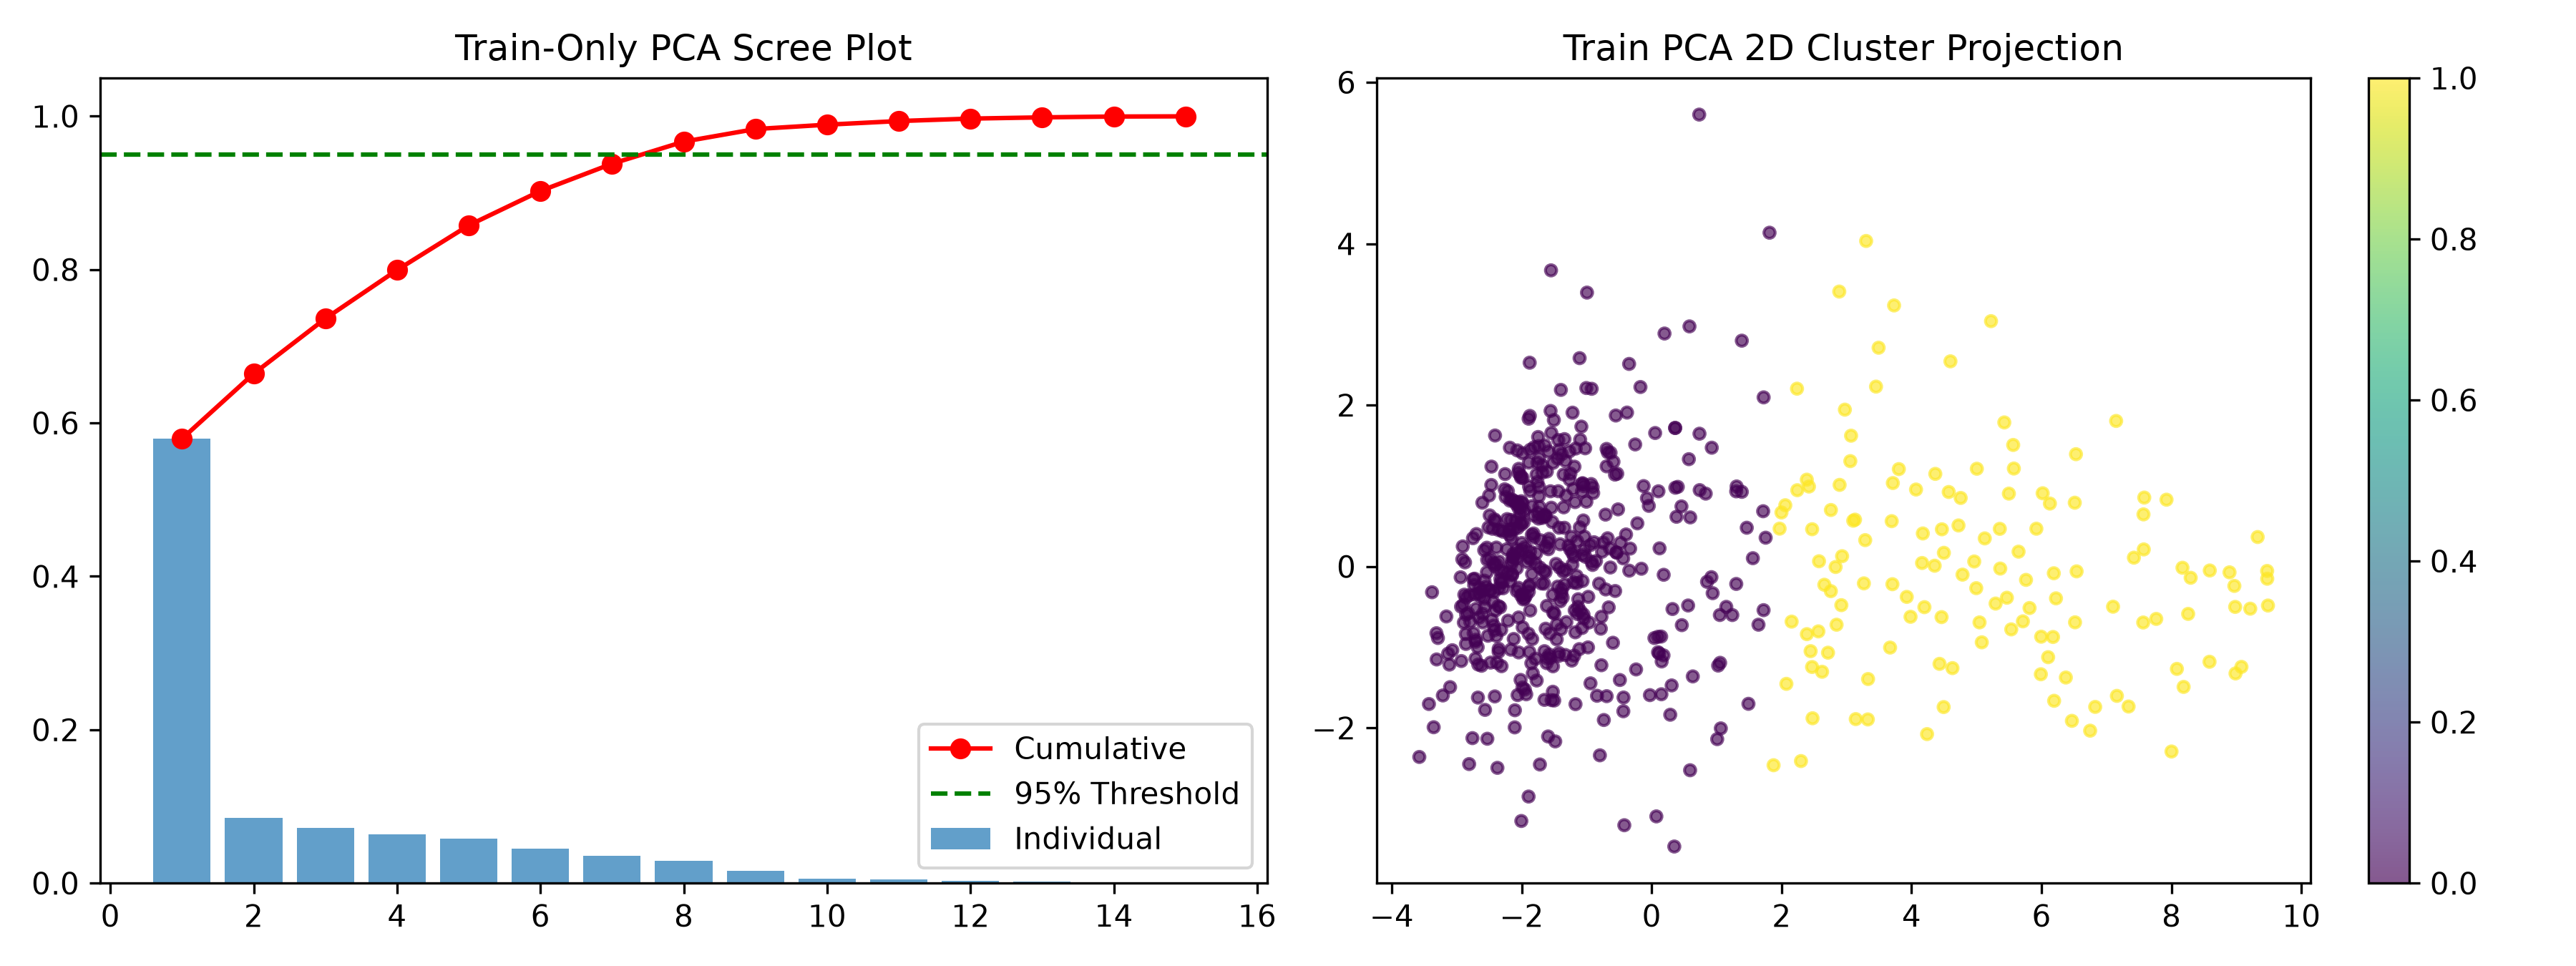 Train-Only PCA Scree Plot
1.0
0.8
0.6
0.4
0.2
0.0
0 2 4 6 8 10 12 14 16
Cumulative
95% Threshold
Individual
Train PCA 2D Cluster Projection
6
4
2
0
−2
−4 −2 0 2 4 6 8 10
1.0
0.8
0.6
0.4
0.2
0.0